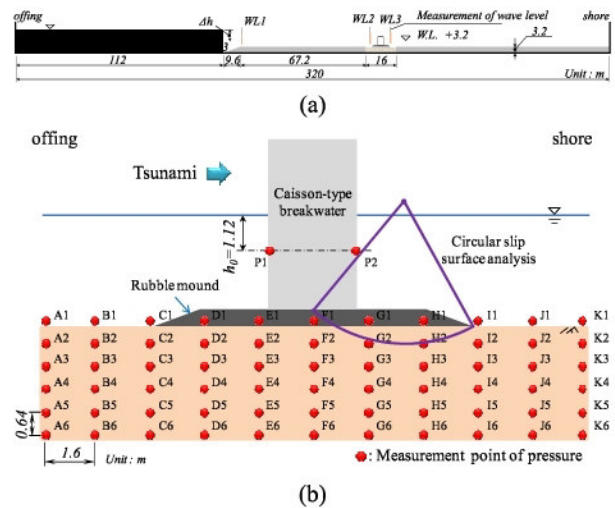 offing
Δh
WL1
WL2 WL3
Measurement of wave level
shore
W.L. +3.2
3.2
3
112
9.6
67.2
16
320
Unit : m
(a)
offing
shore
Tsunami
Caisson-type
breakwater
h₀=1.12
P1
P2
Circular slip
surface analysis
Rubble mound
A1 B1 C1 D1 E1 F1 G1 H1 I1 J1 K1
A2 B2 C2 D2 E2 F2 G2 H2 I2 J2 K2
A3 B3 C3 D3 E3 F3 G3 H3 I3 J3 K3
A4 B4 C4 D4 E4 F4 G4 H4 I4 J4 K4
A5 B5 C5 D5 E5 F5 G5 H5 I5 J5 K5
A6 B6 C6 D6 E6 F6 G6 H6 I6 J6 K6
0.64
1.6
Unit : m
: Measurement point of pressure
(b)